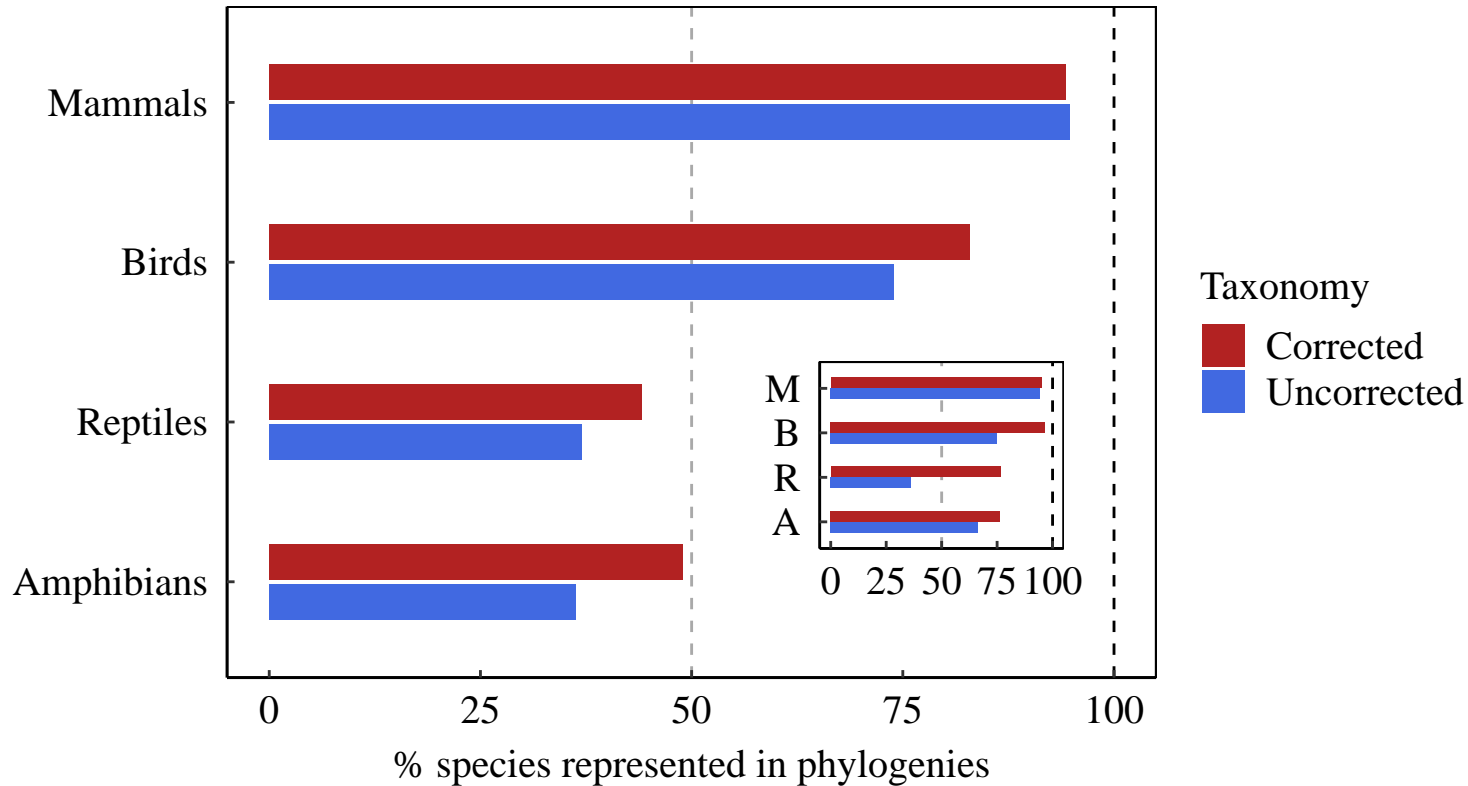 Mammals
Birds
Reptiles
Amphibians
0 25 50 75 100
% species represented in phylogenies
M
B
R
A
0 25 50 75 100
Taxonomy
Corrected
Uncorrected